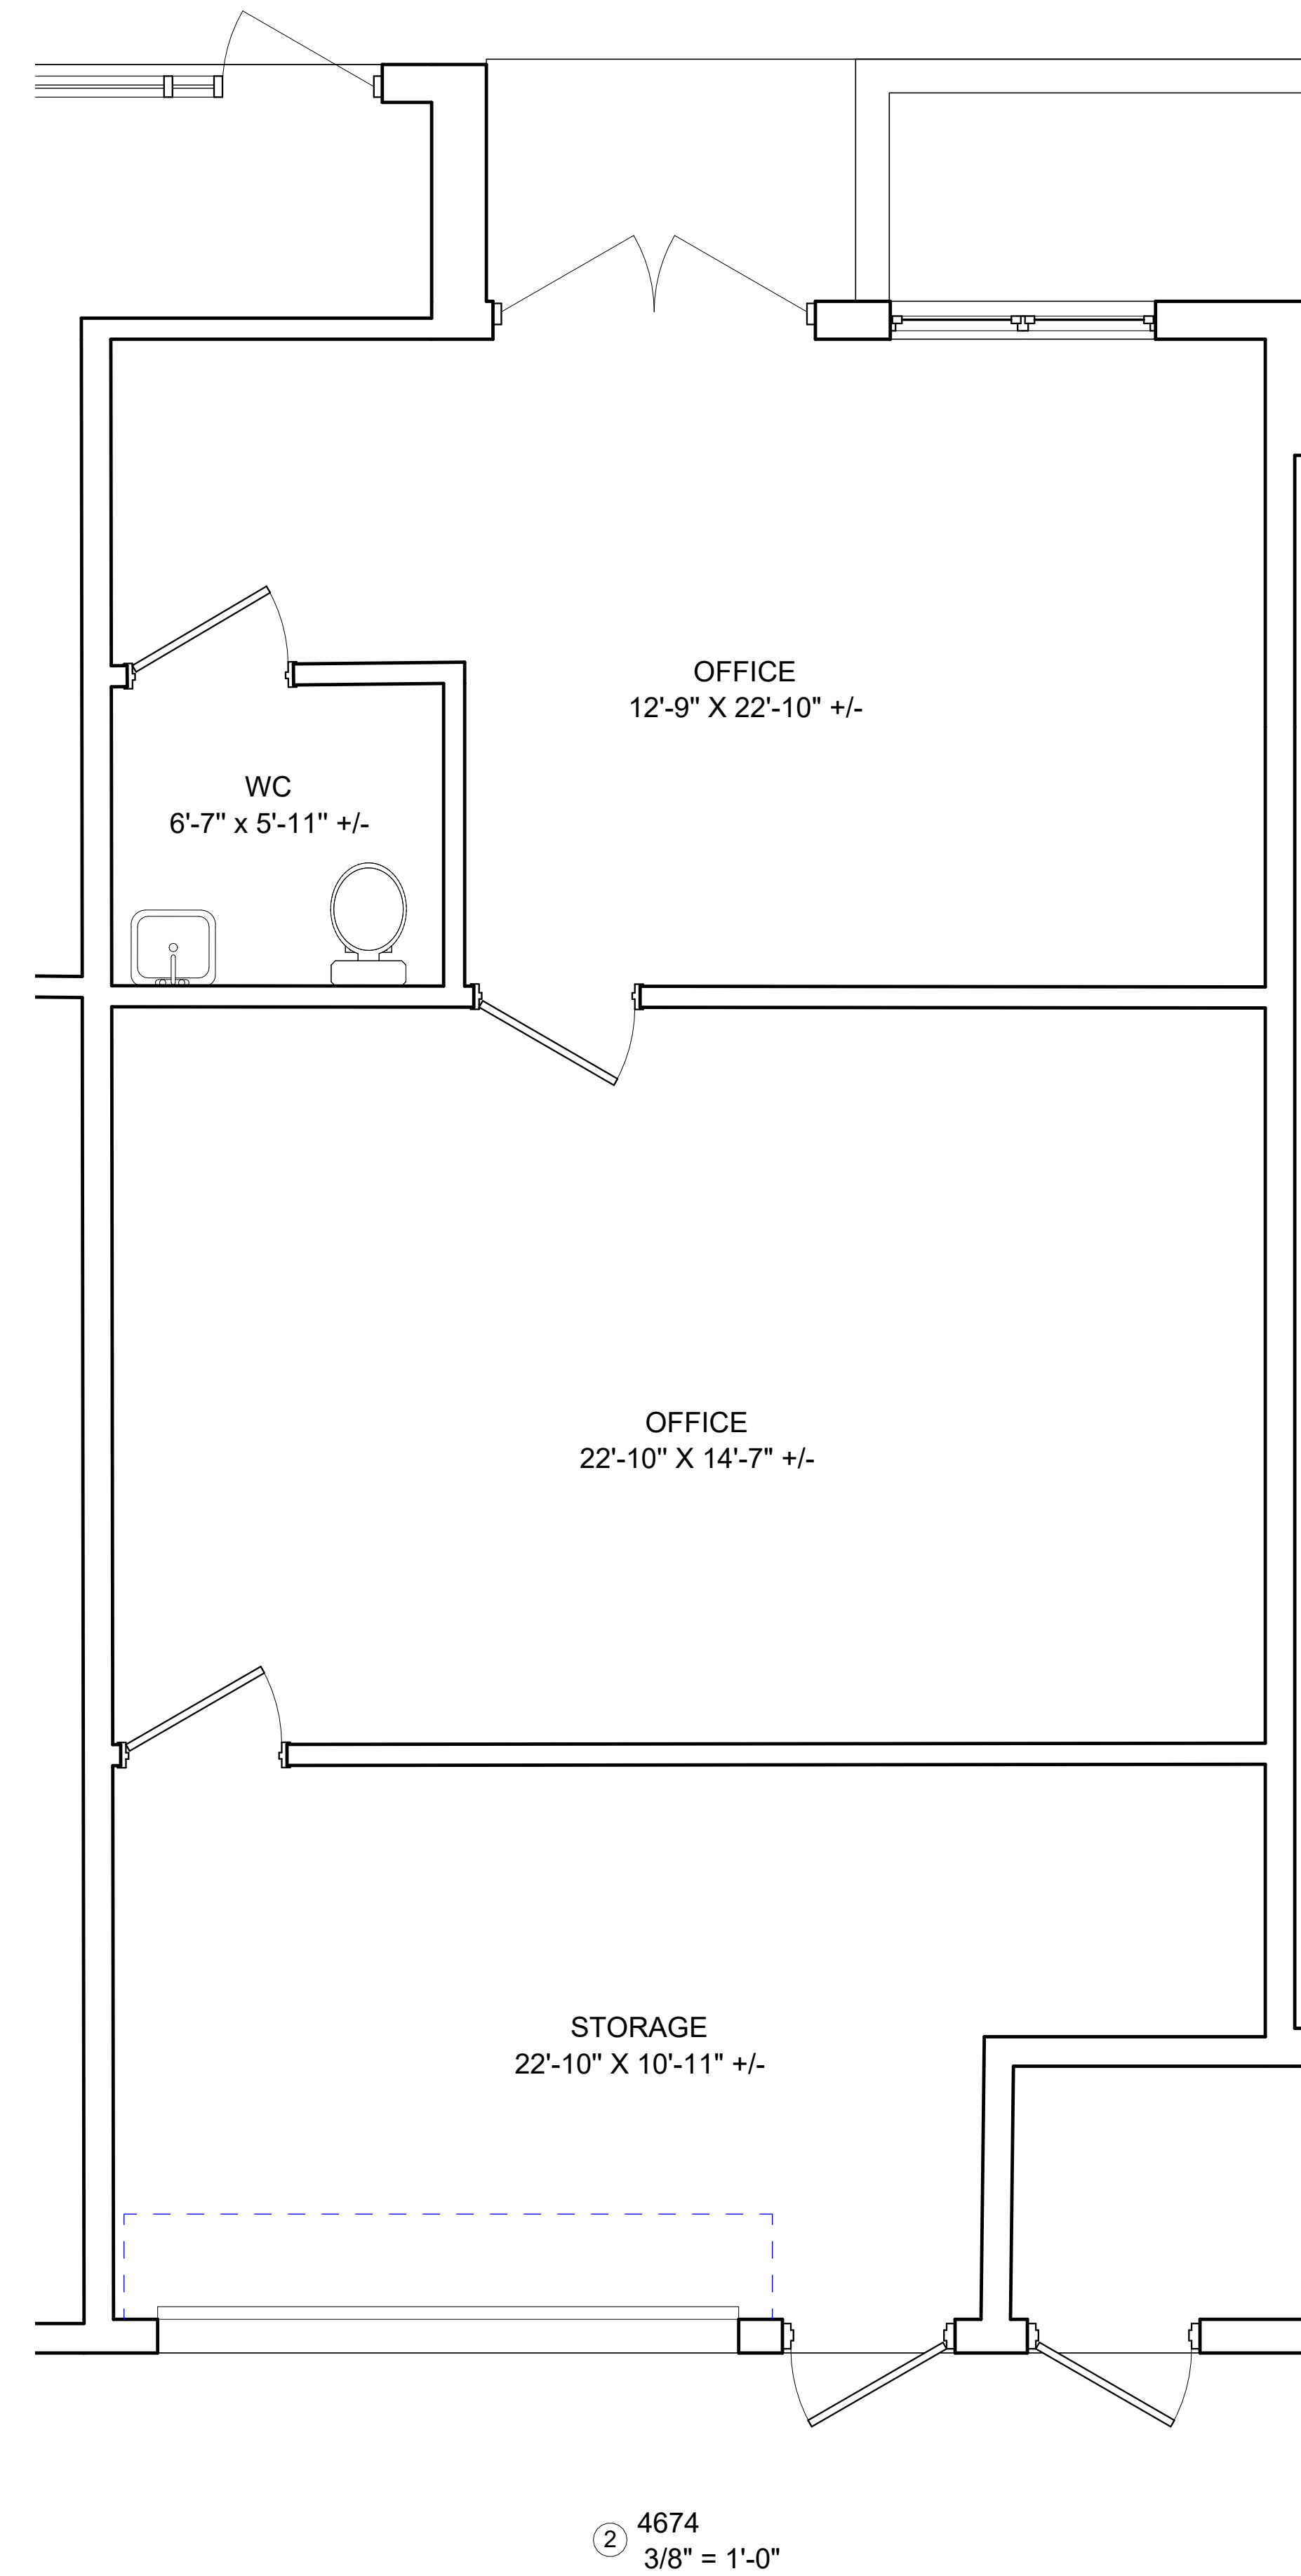 OFFICE
12'-9" X 22'-10" +/-
WC
6'-7" x 5'-11" +/-
OFFICE
22'-10" X 14'-7" +/-
STORAGE
22'-10" X 10'-11" +/-
2
4674
3/8" = 1'-0"